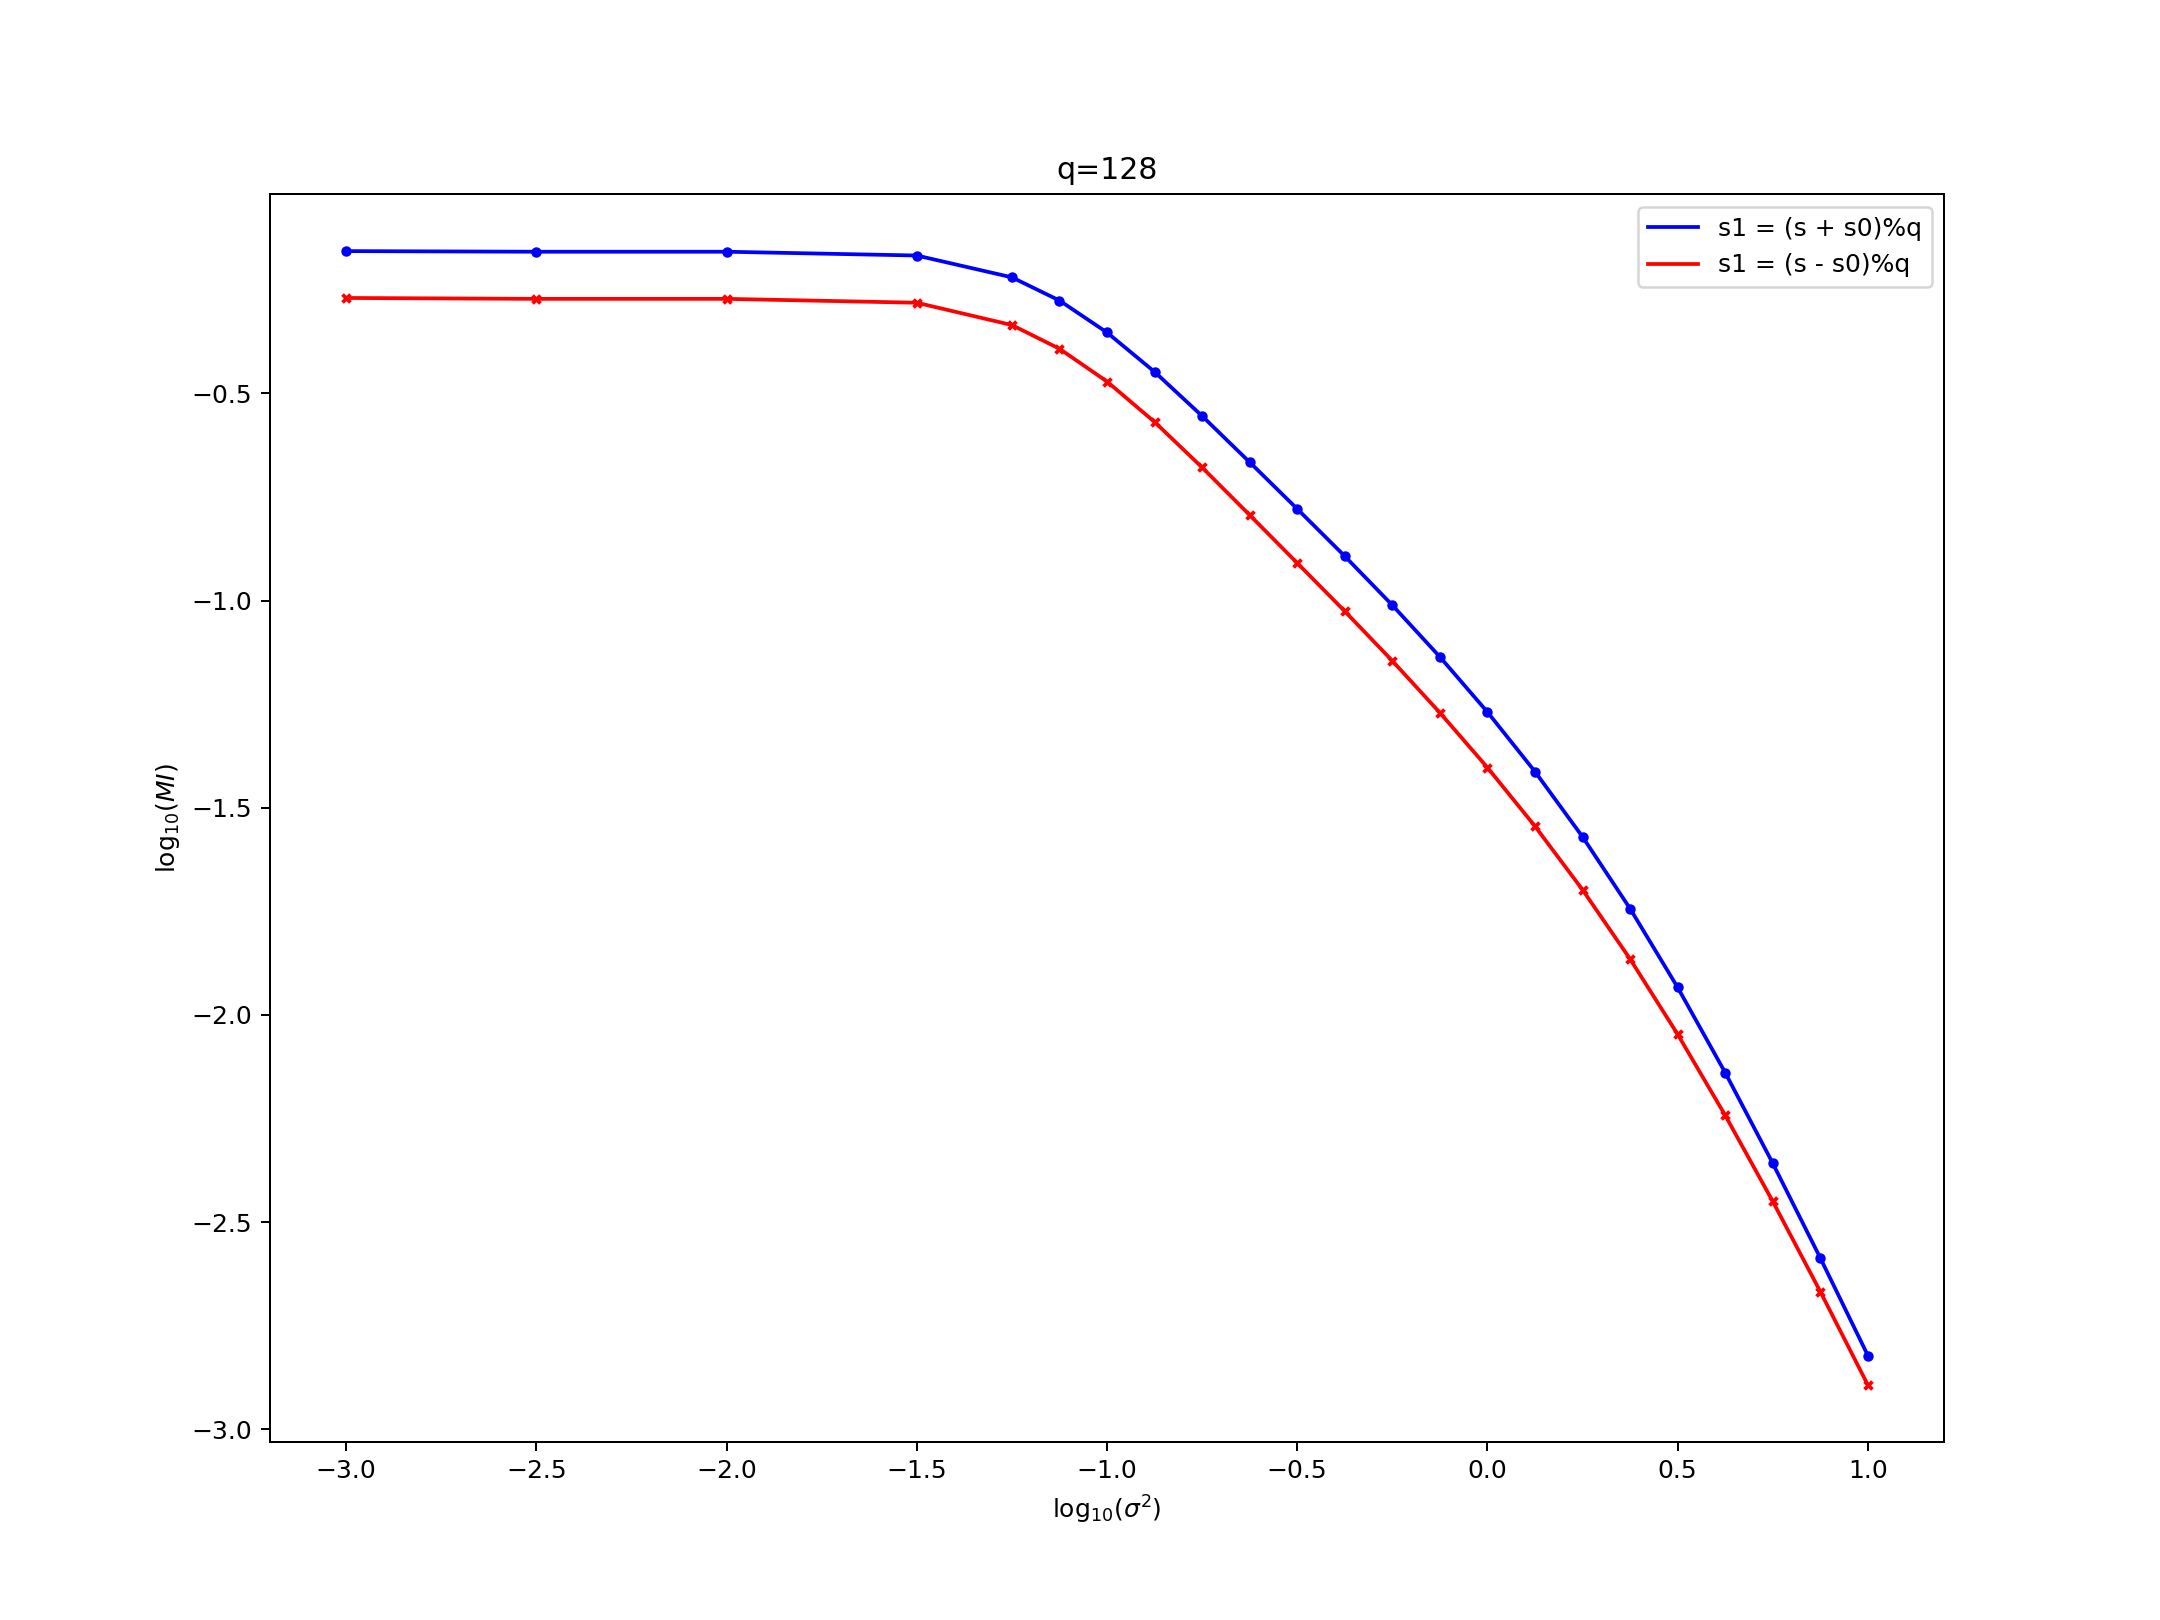 q=128
s1 = (s + s0)%q
s1 = (s - s0)%q
log₁₀(MI)
−0.5
−1.0
−1.5
−2.0
−2.5
−3.0
−3.0 −2.5 −2.0 −1.5 −1.0 −0.5 0.0 0.5 1.0
log₁₀(σ²)